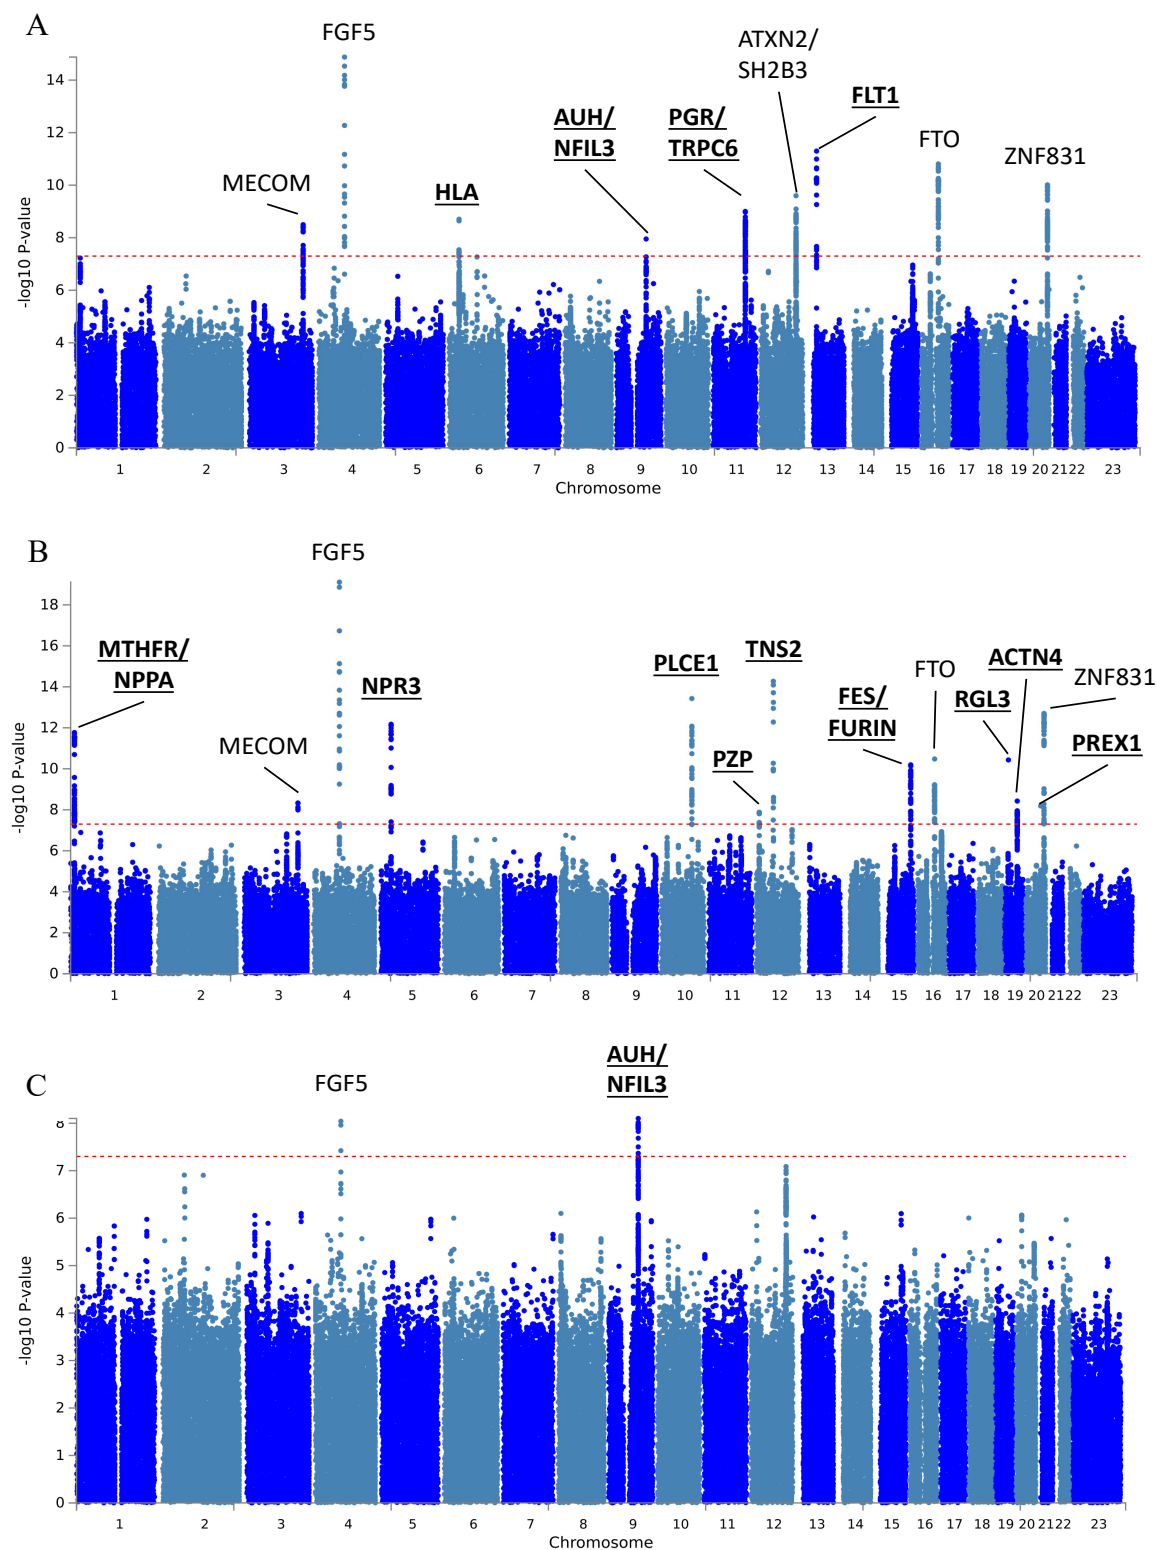 A
FGF5
ATXN2/
SH2B3
FLT1
AUH/
NFIL3
PGR/
TRPC6
FTO
ZNF831
MECOM
HLA
-log10 P-value
14
12
10
8
6
4
2
0
1 2 3 4 5 6 7 8 9 10 11 12 13 14 15 16 17 18 19 20 21 22 23
Chromosome
B
FGF5
MTHFR/
NPPA
NPR3
MECOM
PLCE1
TNS2
PZP
FES/
FURIN
FTO
RGL3
ACTN4
ZNF831
PREX1
-log10 P-value
18
16
14
12
10
8
6
4
2
0
1 2 3 4 5 6 7 8 9 10 11 12 13 14 15 16 17 18 19 20 21 22 23
C
FGF5
AUH/
NFIL3
-log10 P-value
8
7
6
5
4
3
2
1
0
1 2 3 4 5 6 7 8 9 10 11 12 13 14 15 16 17 18 19 20 21 22 23
Chromosome